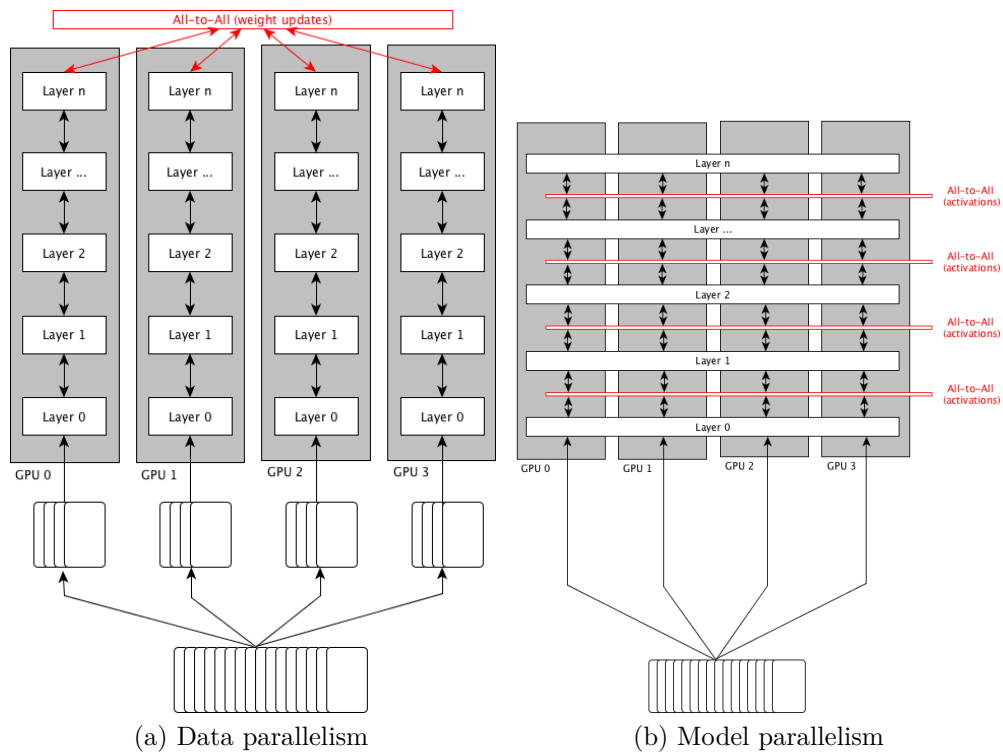 All-to-All (weight updates)
Layer n
Layer n
Layer n
Layer n
Layer ...
Layer ...
Layer ...
Layer ...
Layer 2
Layer 2
Layer 2
Layer 2
Layer 1
Layer 1
Layer 1
Layer 1
Layer 0
Layer 0
Layer 0
Layer 0
GPU 0
GPU 1
GPU 2
GPU 3
(a) Data parallelism
Layer n
All-to-All
(activations)
Layer ...
All-to-All
(activations)
Layer 2
All-to-All
(activations)
Layer 1
All-to-All
(activations)
Layer 0
GPU 0
GPU 1
GPU 2
GPU 3
(b) Model parallelism